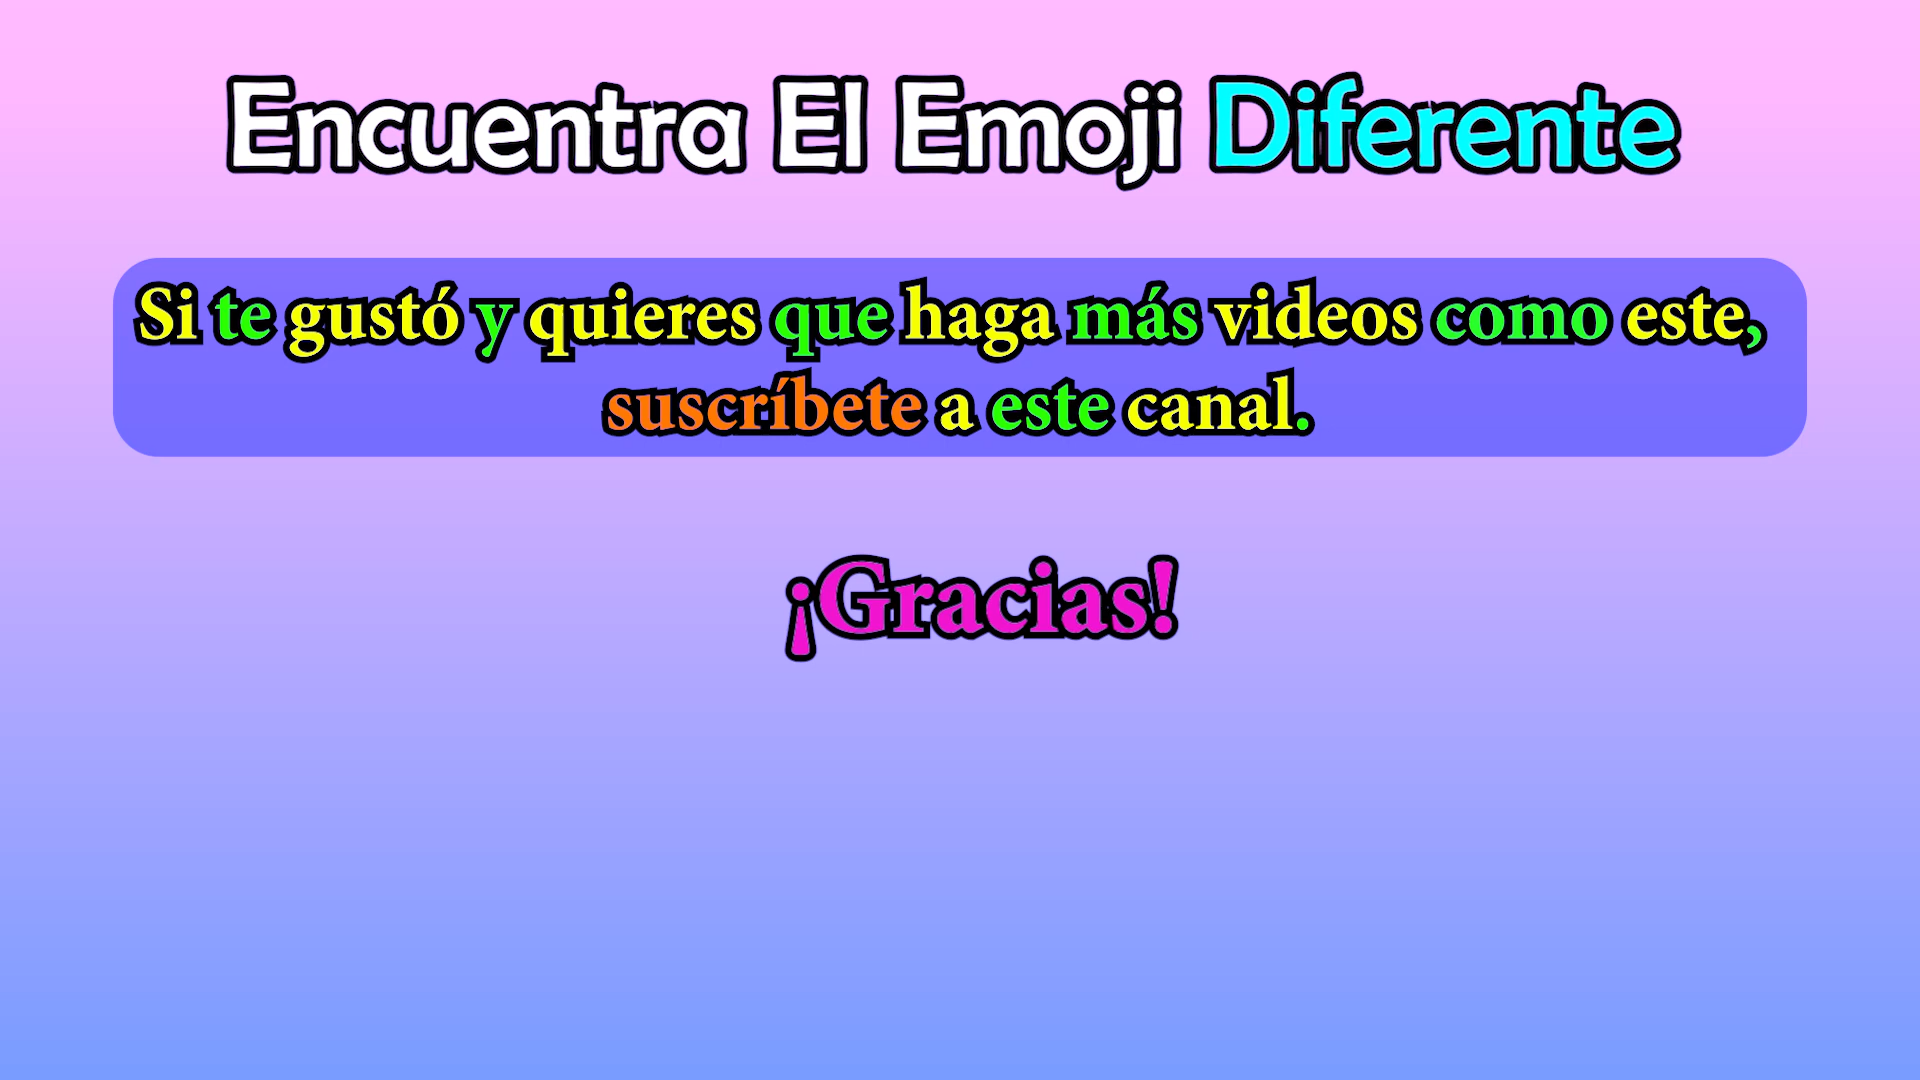 Encuentra El Emoji Diferente
Si te gustó y quieres que haga más videos como este,
suscríbete a este canal.
¡Gracias!